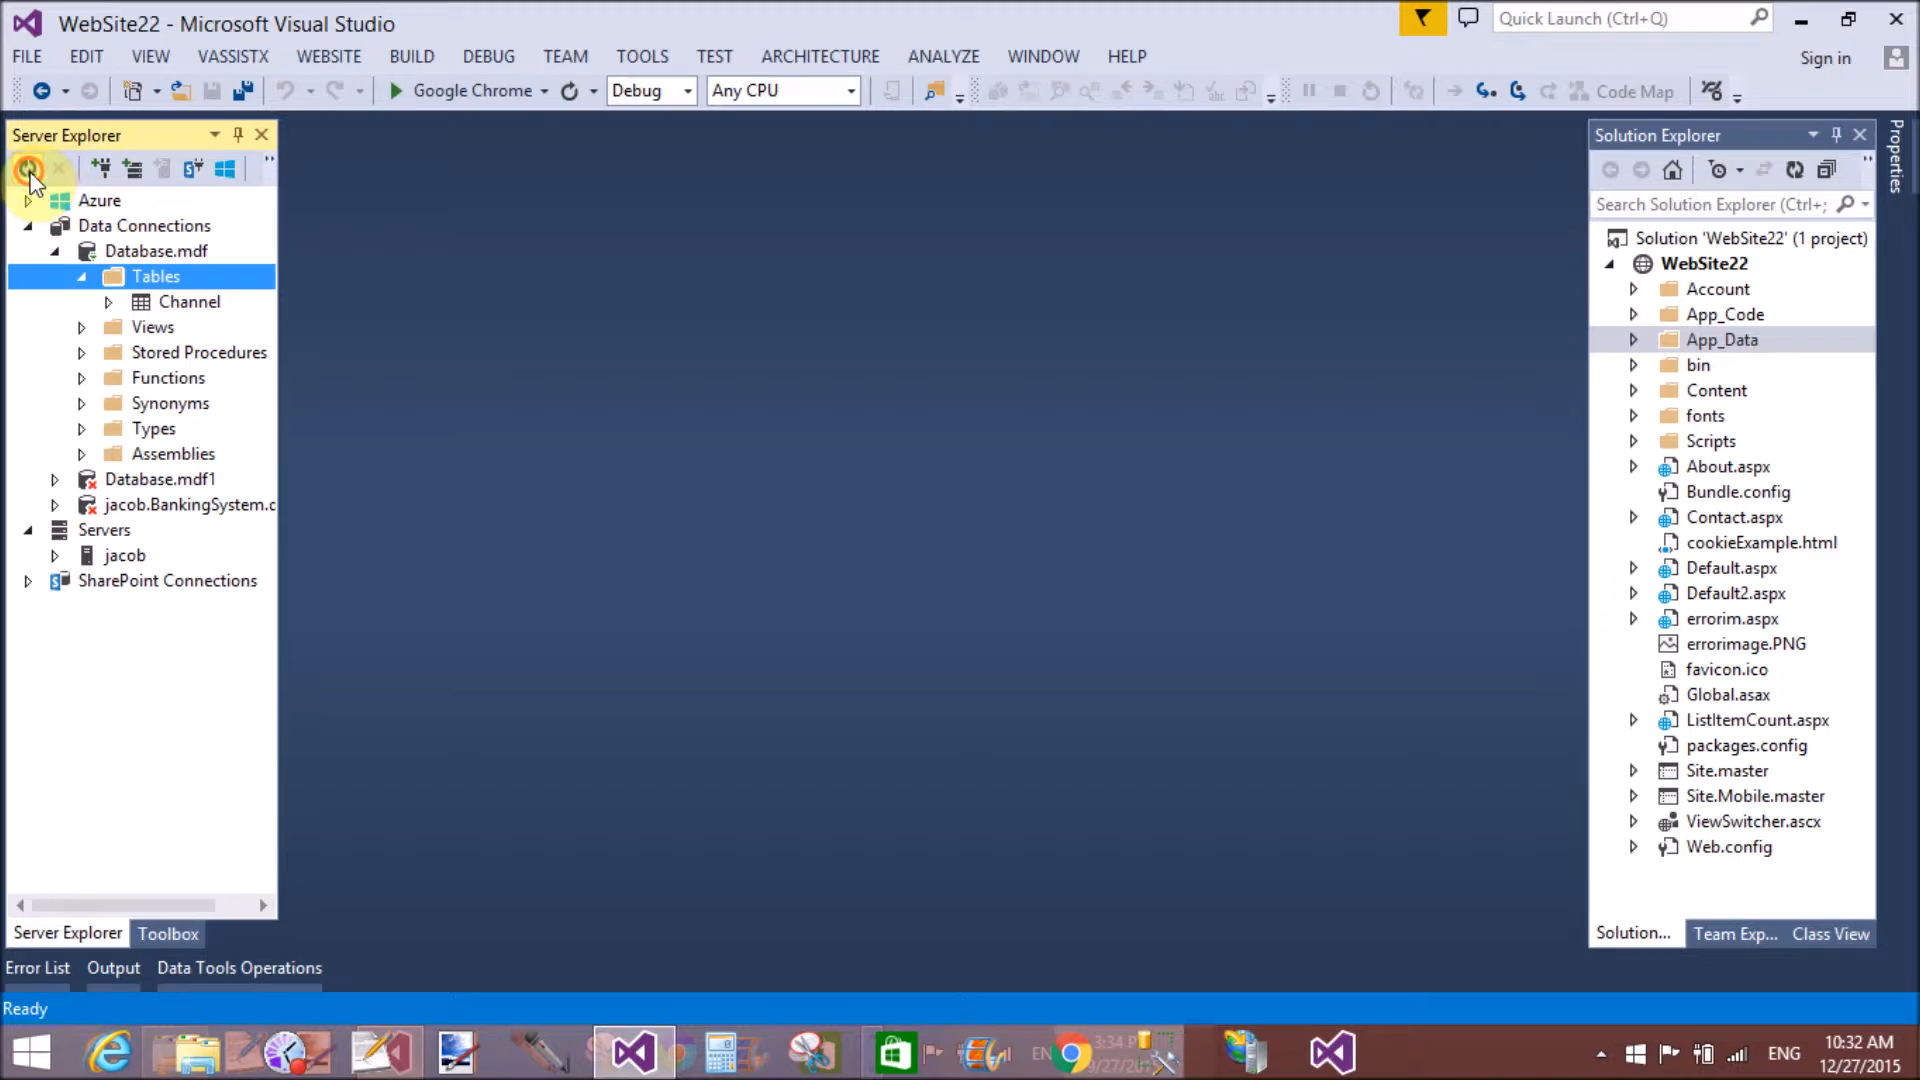 WebSite22 - Microsoft Visual Studio
Quick Launch (Ctrl+Q)
FILE EDIT VIEW VASSISTX WEBSITE BUILD DEBUG TEAM TOOLS TEST ARCHITECTURE ANALYZE WINDOW HELP
Sign in
Google Chrome Debug Any CPU Code Map
Server Explorer
Azure
Data Connections
Database.mdf
Tables
Channel
Views
Stored Procedures
Functions
Synonyms
Types
Assemblies
Database.mdf1
jacob.BankingSystem.c
Servers
jacob
SharePoint Connections
Server Explorer Toolbox
Solution Explorer
Search Solution Explorer (Ctrl+;
Solution 'WebSite22' (1 project)
WebSite22
Account
App_Code
App_Data
bin
Content
fonts
Scripts
About.aspx
Bundle.config
Contact.aspx
cookieExample.html
Default.aspx
Default2.aspx
errorim.aspx
errorimage.PNG
favicon.ico
Global.asax
ListItemCount.aspx
packages.config
Site.master
Site.Mobile.master
ViewSwitcher.ascx
Web.config
Solution... Team Exp... Class View
Properties
Error List Output Data Tools Operations
Ready
3:34 P
ENG
10:32 AM
12/27/2015